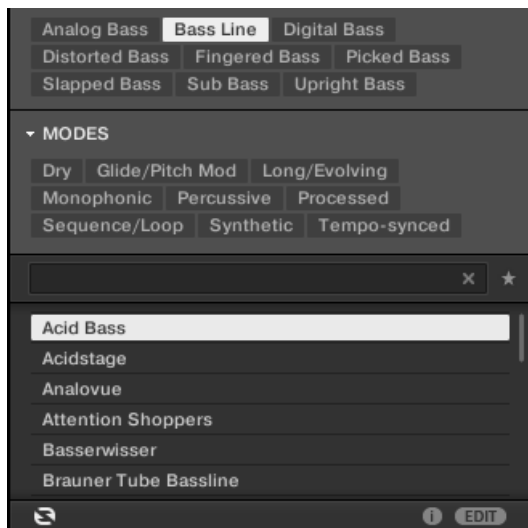 Analog Bass Bass Line Digital Bass
Distorted Bass Fingered Bass Picked Bass
Slapped Bass Sub Bass Upright Bass
MODES
Dry Glide/Pitch Mod Long/Evolving
Monophonic Percussive Processed
Sequence/Loop Synthetic Tempo-synced
Acid Bass
Acidstage
Analovue
Attention Shoppers
Basserwisser
Brauner Tube Bassline
i EDIT